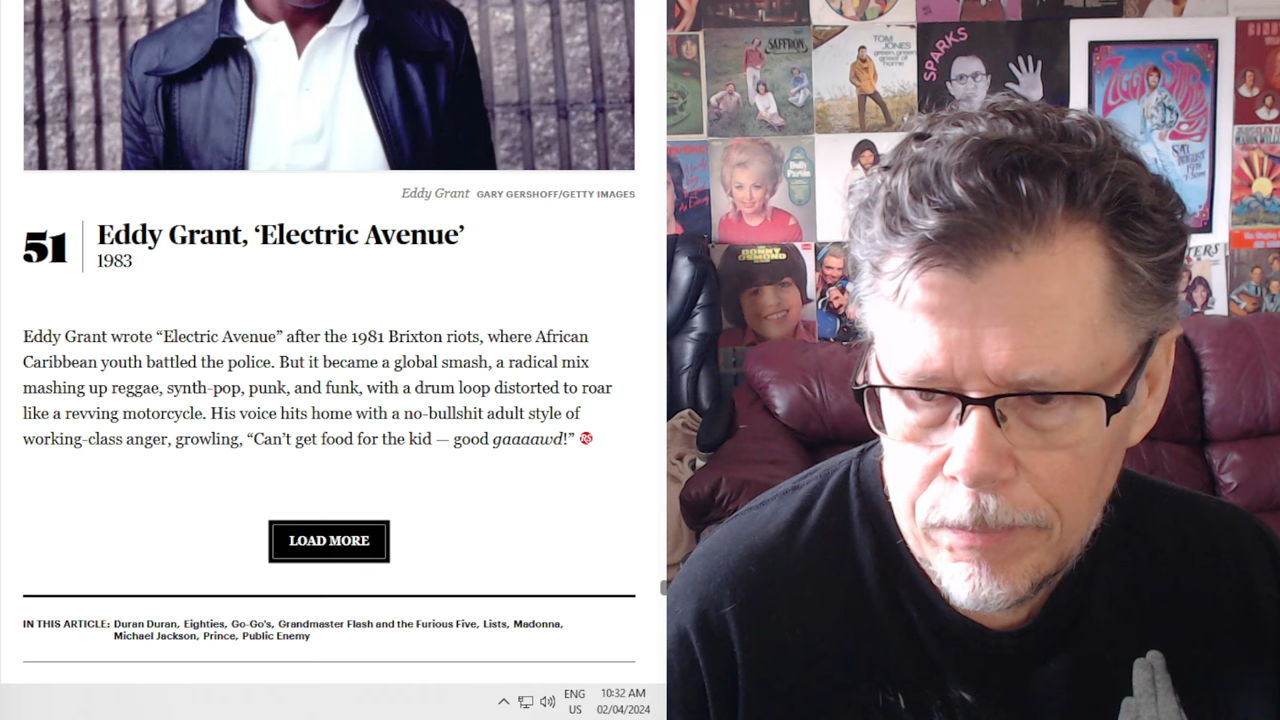 Eddy Grant GARY GERSHOFF/GETTY IMAGES
51
Eddy Grant, ‘Electric Avenue’
1983
Eddy Grant wrote “Electric Avenue” after the 1981 Brixton riots, where African
Caribbean youth battled the police. But it became a global smash, a radical mix
mashing up reggae, synth-pop, punk, and funk, with a drum loop distorted to roar
like a revving motorcycle. His voice hits home with a no-bullshit adult style of
working-class anger, growling, “Can’t get food for the kid — good gaaaawd!” RS
LOAD MORE
IN THIS ARTICLE: Duran Duran, Eighties, Go-Go's, Grandmaster Flash and the Furious Five, Lists, Madonna,
Michael Jackson, Prince, Public Enemy
ENG
US
10:32 AM
02/04/2024
SAFFRON
TOM
JONES
green, green
grass of
home
SPARKS
ZIGGY STARDUST
SAT
AUGUST
Dolly
Parton
DONNY
OSMOND